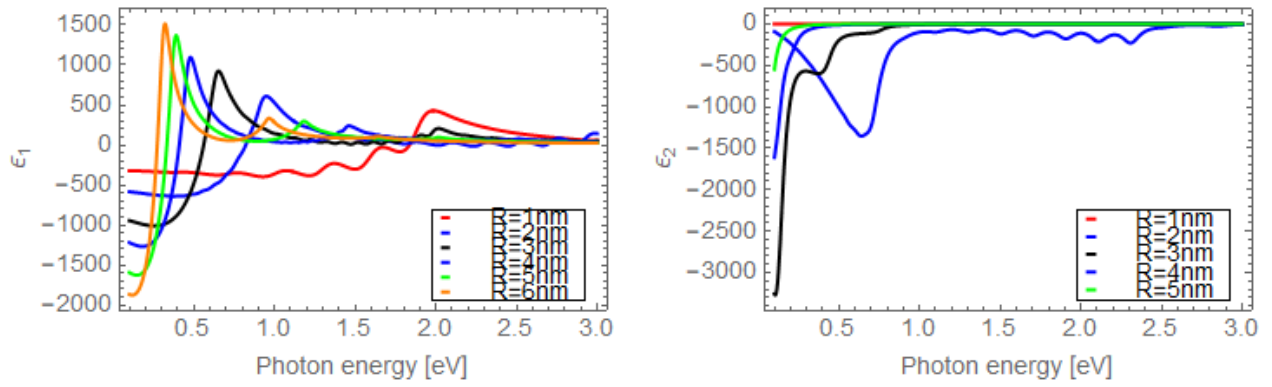 1500
1000
500
0
−500
−1000
−1500
−2000
ϵ1
0.5 1.0 1.5 2.0 2.5 3.0
Photon energy [eV]
R=1nm
R=2nm
R=3nm
R=4nm
R=5nm
R=6nm
0
−500
−1000
−1500
−2000
−2500
−3000
ϵ2
0.5 1.0 1.5 2.0 2.5 3.0
Photon energy [eV]
R=1nm
R=2nm
R=3nm
R=4nm
R=5nm